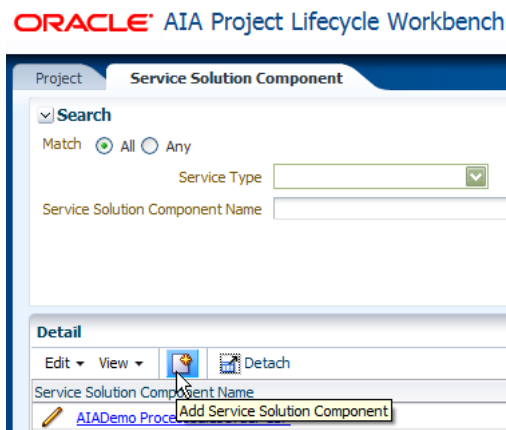 ORACLE AIA Project Lifecycle Workbench
Project Service Solution Component
Search
Match All Any
Service Type
Service Solution Component Name
Detail
Edit View Detach
Service Solution Component Name
Add Service Solution Component
AIADemo